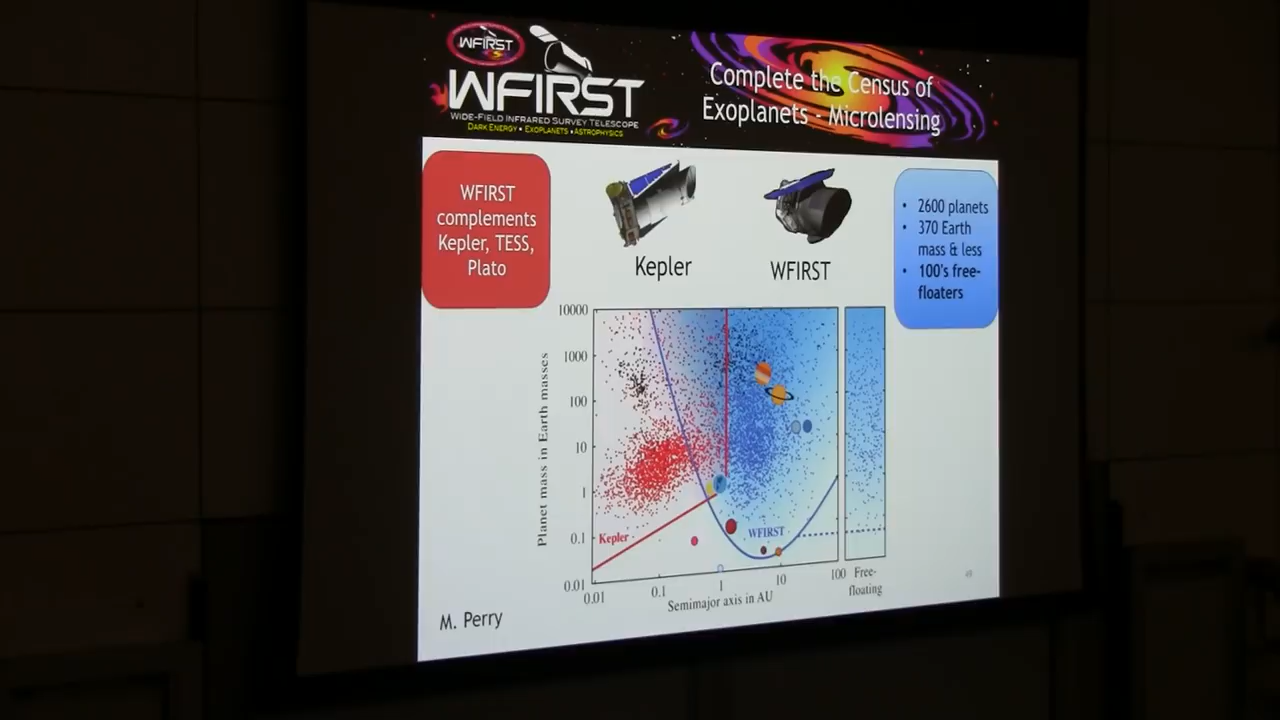 WFIRST
WFIRST
WIDE-FIELD INFRARED SURVEY TELESCOPE
DARK ENERGY • EXOPLANETS • ASTROPHYSICS
Complete the Census of
Exoplanets - Microlensing
WFIRST
complements
Kepler, TESS,
Plato
Kepler
WFIRST
• 2600 planets
• 370 Earth
mass & less
• 100's free-
floaters
Planet mass in Earth masses
10000
1000
100
10
1
0.1
0.01
Kepler
WFIRST
0.01
0.1
1
10
100
Semimajor axis in AU
Free-
floating
M. Perry
49